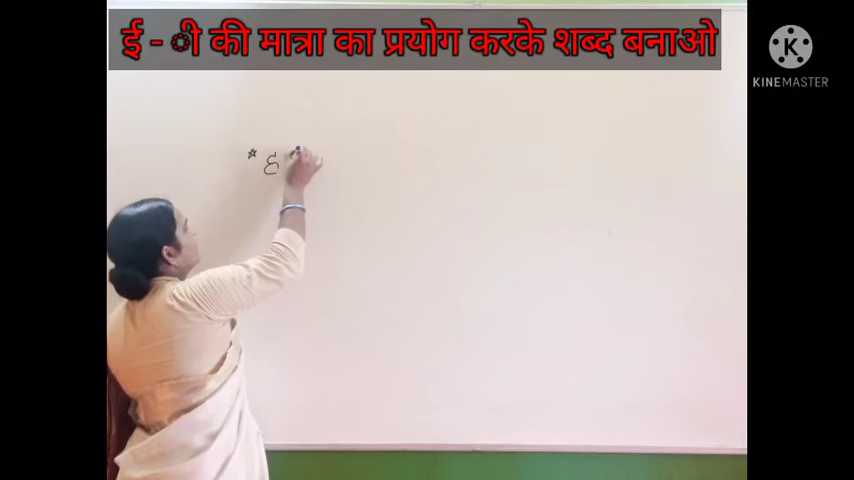 ई - ी की मात्रा का प्रयोग करके शब्द बनाओ
K
KINEMASTER